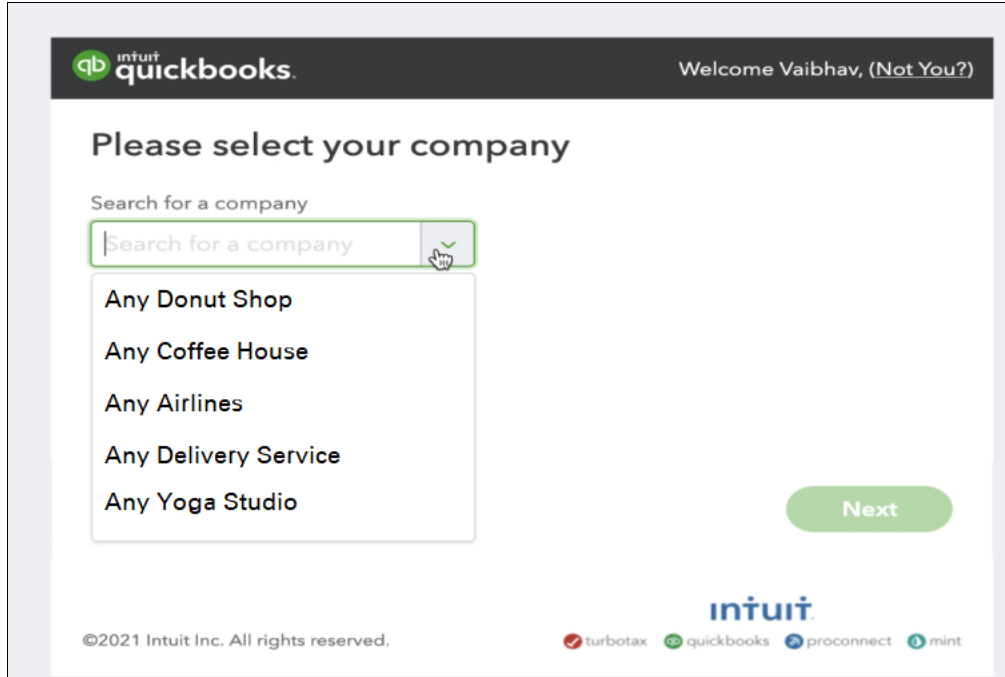 qb intuit quickbooks.
Welcome Vaibhav, (Not You?)
Please select your company
Search for a company
Search for a company
Any Donut Shop
Any Coffee House
Any Airlines
Any Delivery Service
Any Yoga Studio
Next
intuit
©2021 Intuit Inc. All rights reserved.
turbotax qb quickbooks proconnect mint